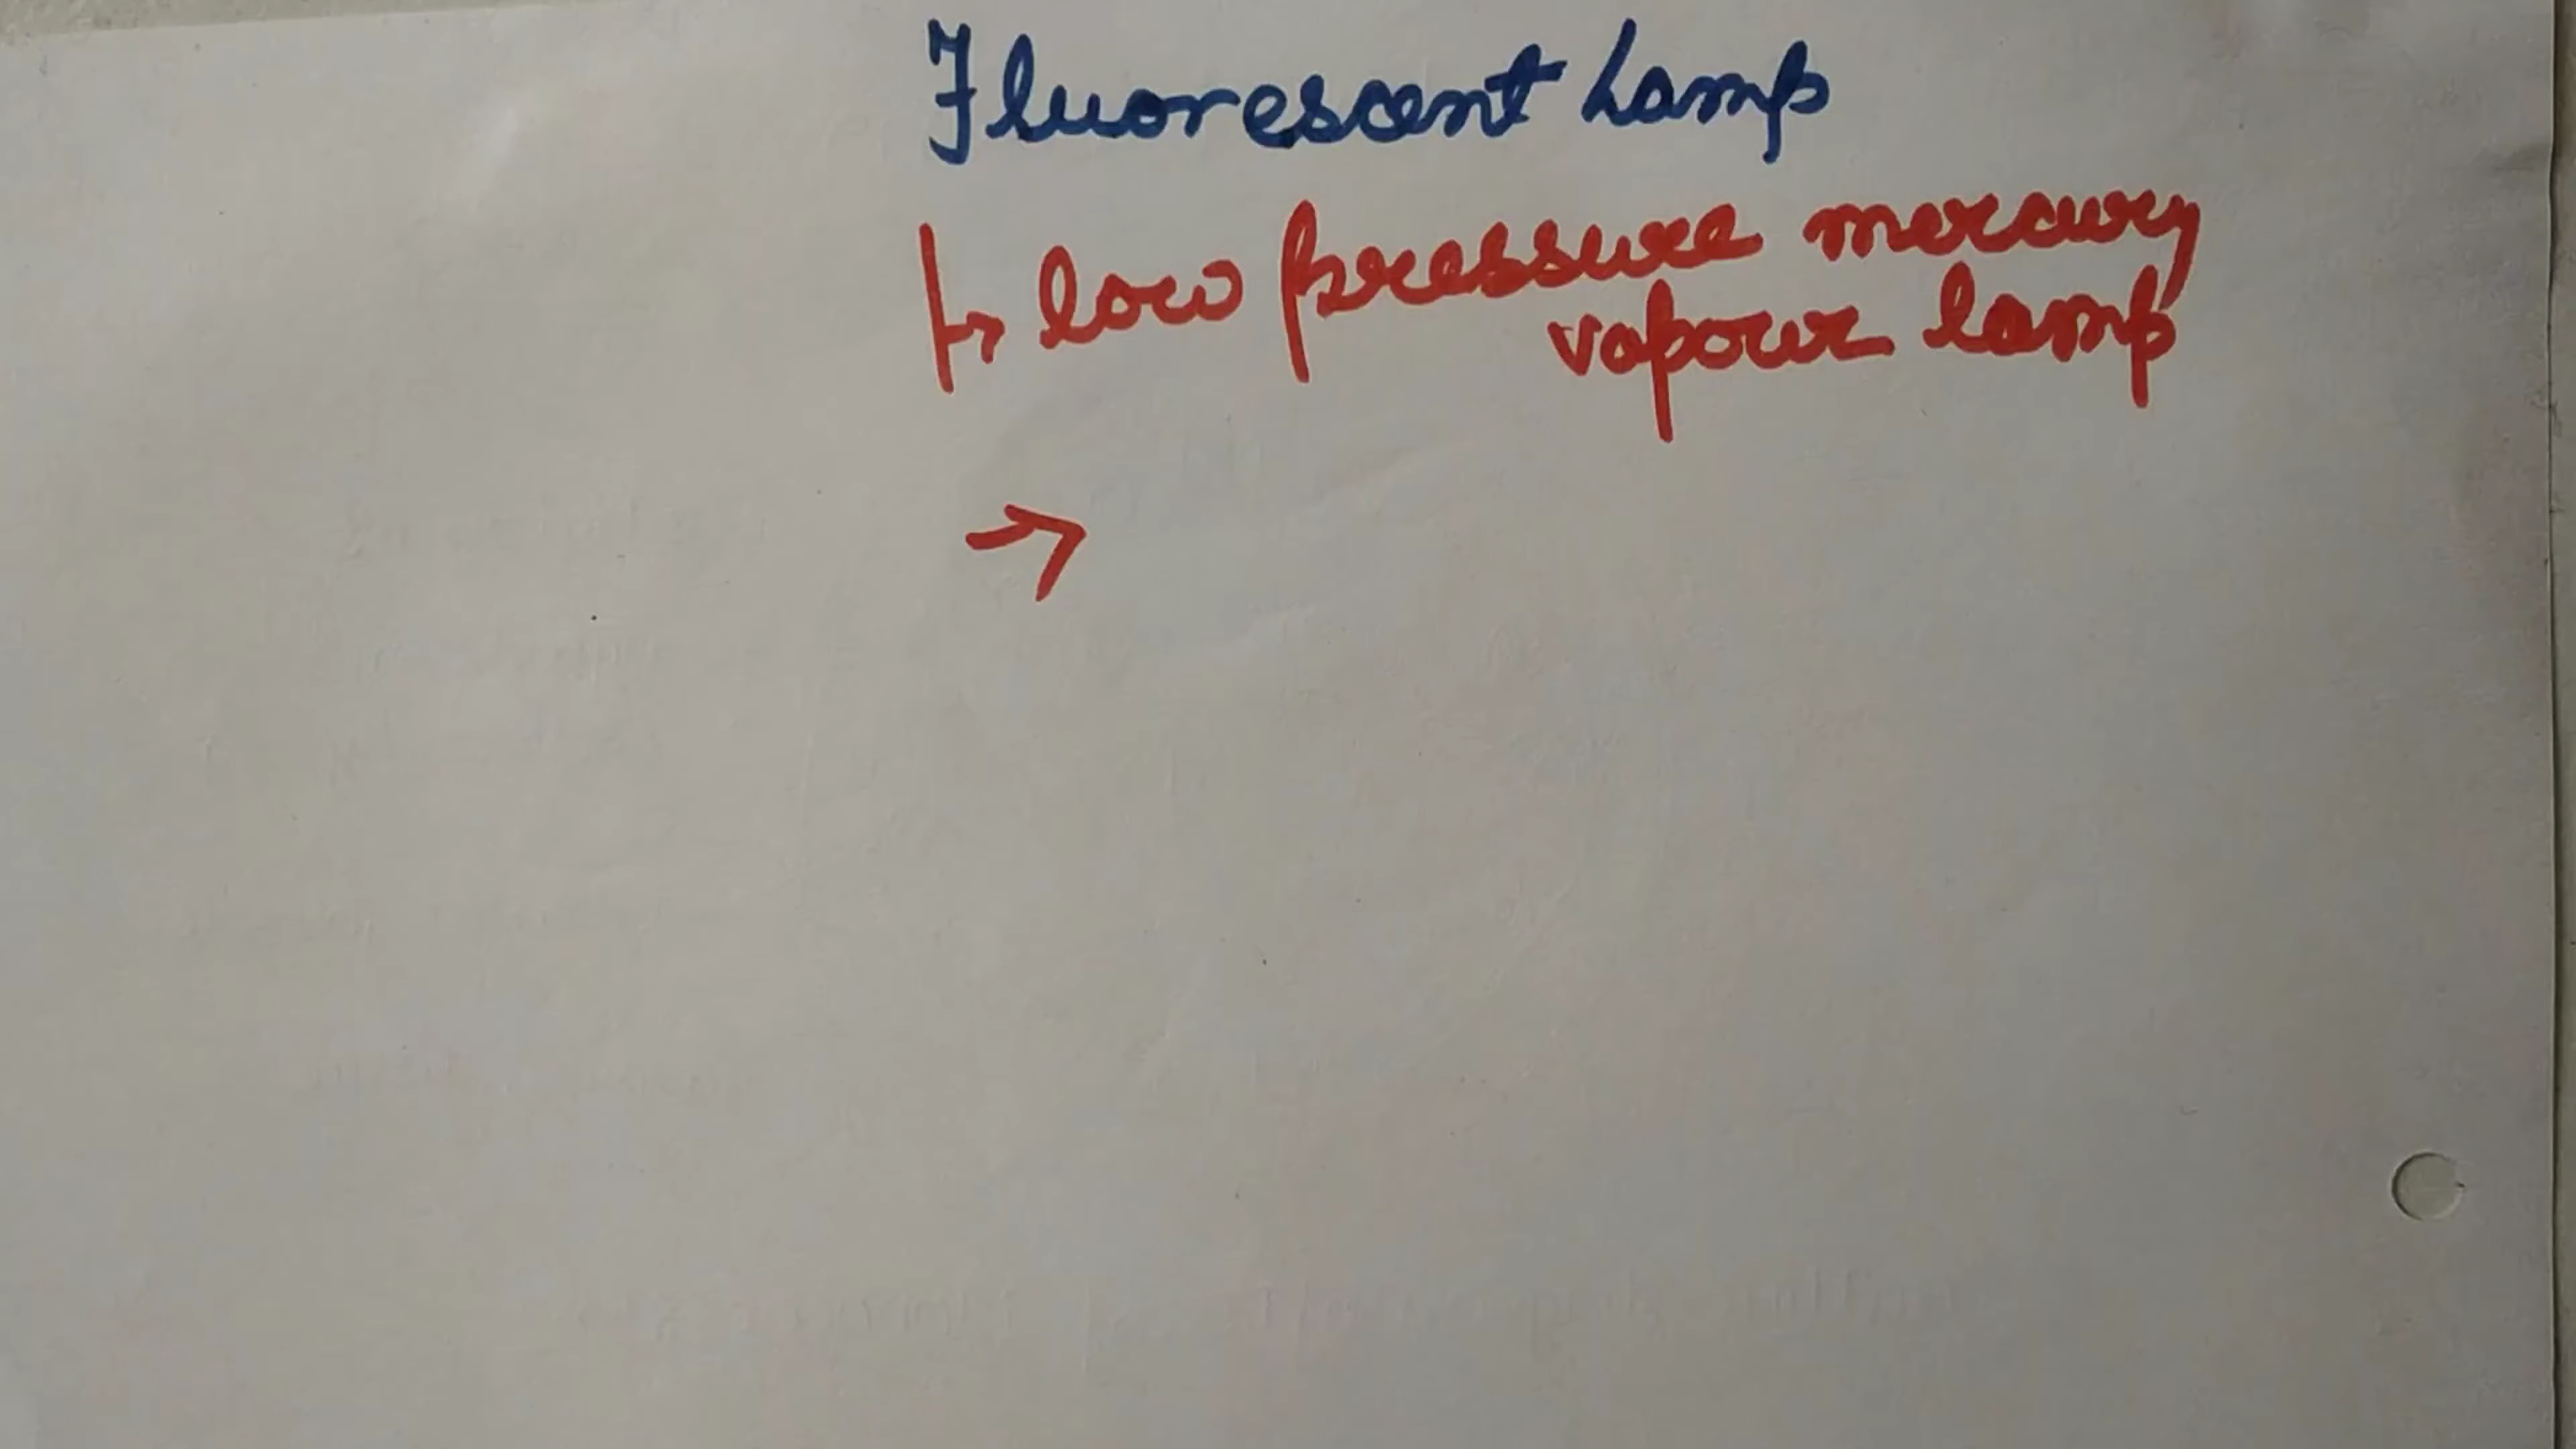 Fluorescent Lamp
↳ low pressure mercury
vapour lamp
→